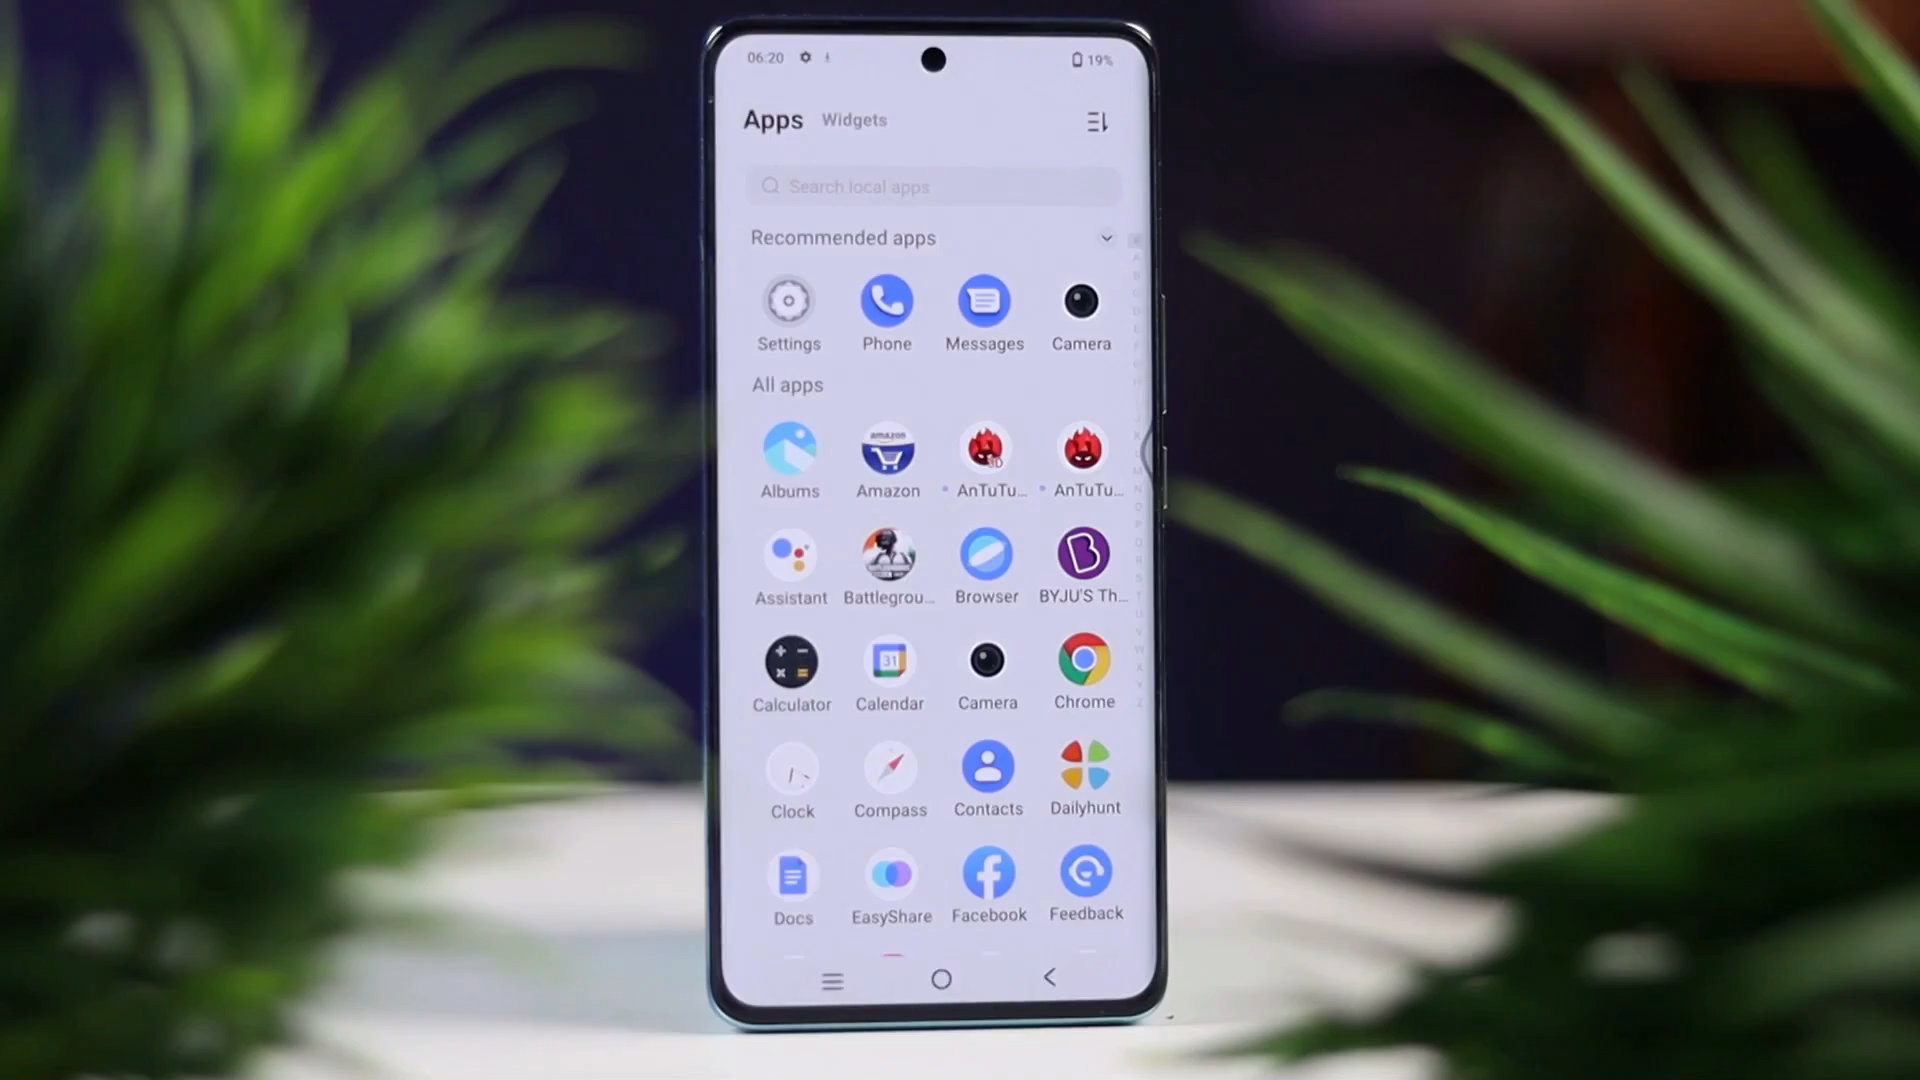 06:20 19%
Apps Widgets
Search local apps
Recommended apps
Settings Phone Messages Camera
All apps
amazon
3D
Albums Amazon AnTuTu... AnTuTu...
Assistant Battlegrou... Browser BYJU'S Th...
31
Calculator Calendar Camera Chrome
Clock Compass Contacts Dailyhunt
Docs EasyShare Facebook Feedback